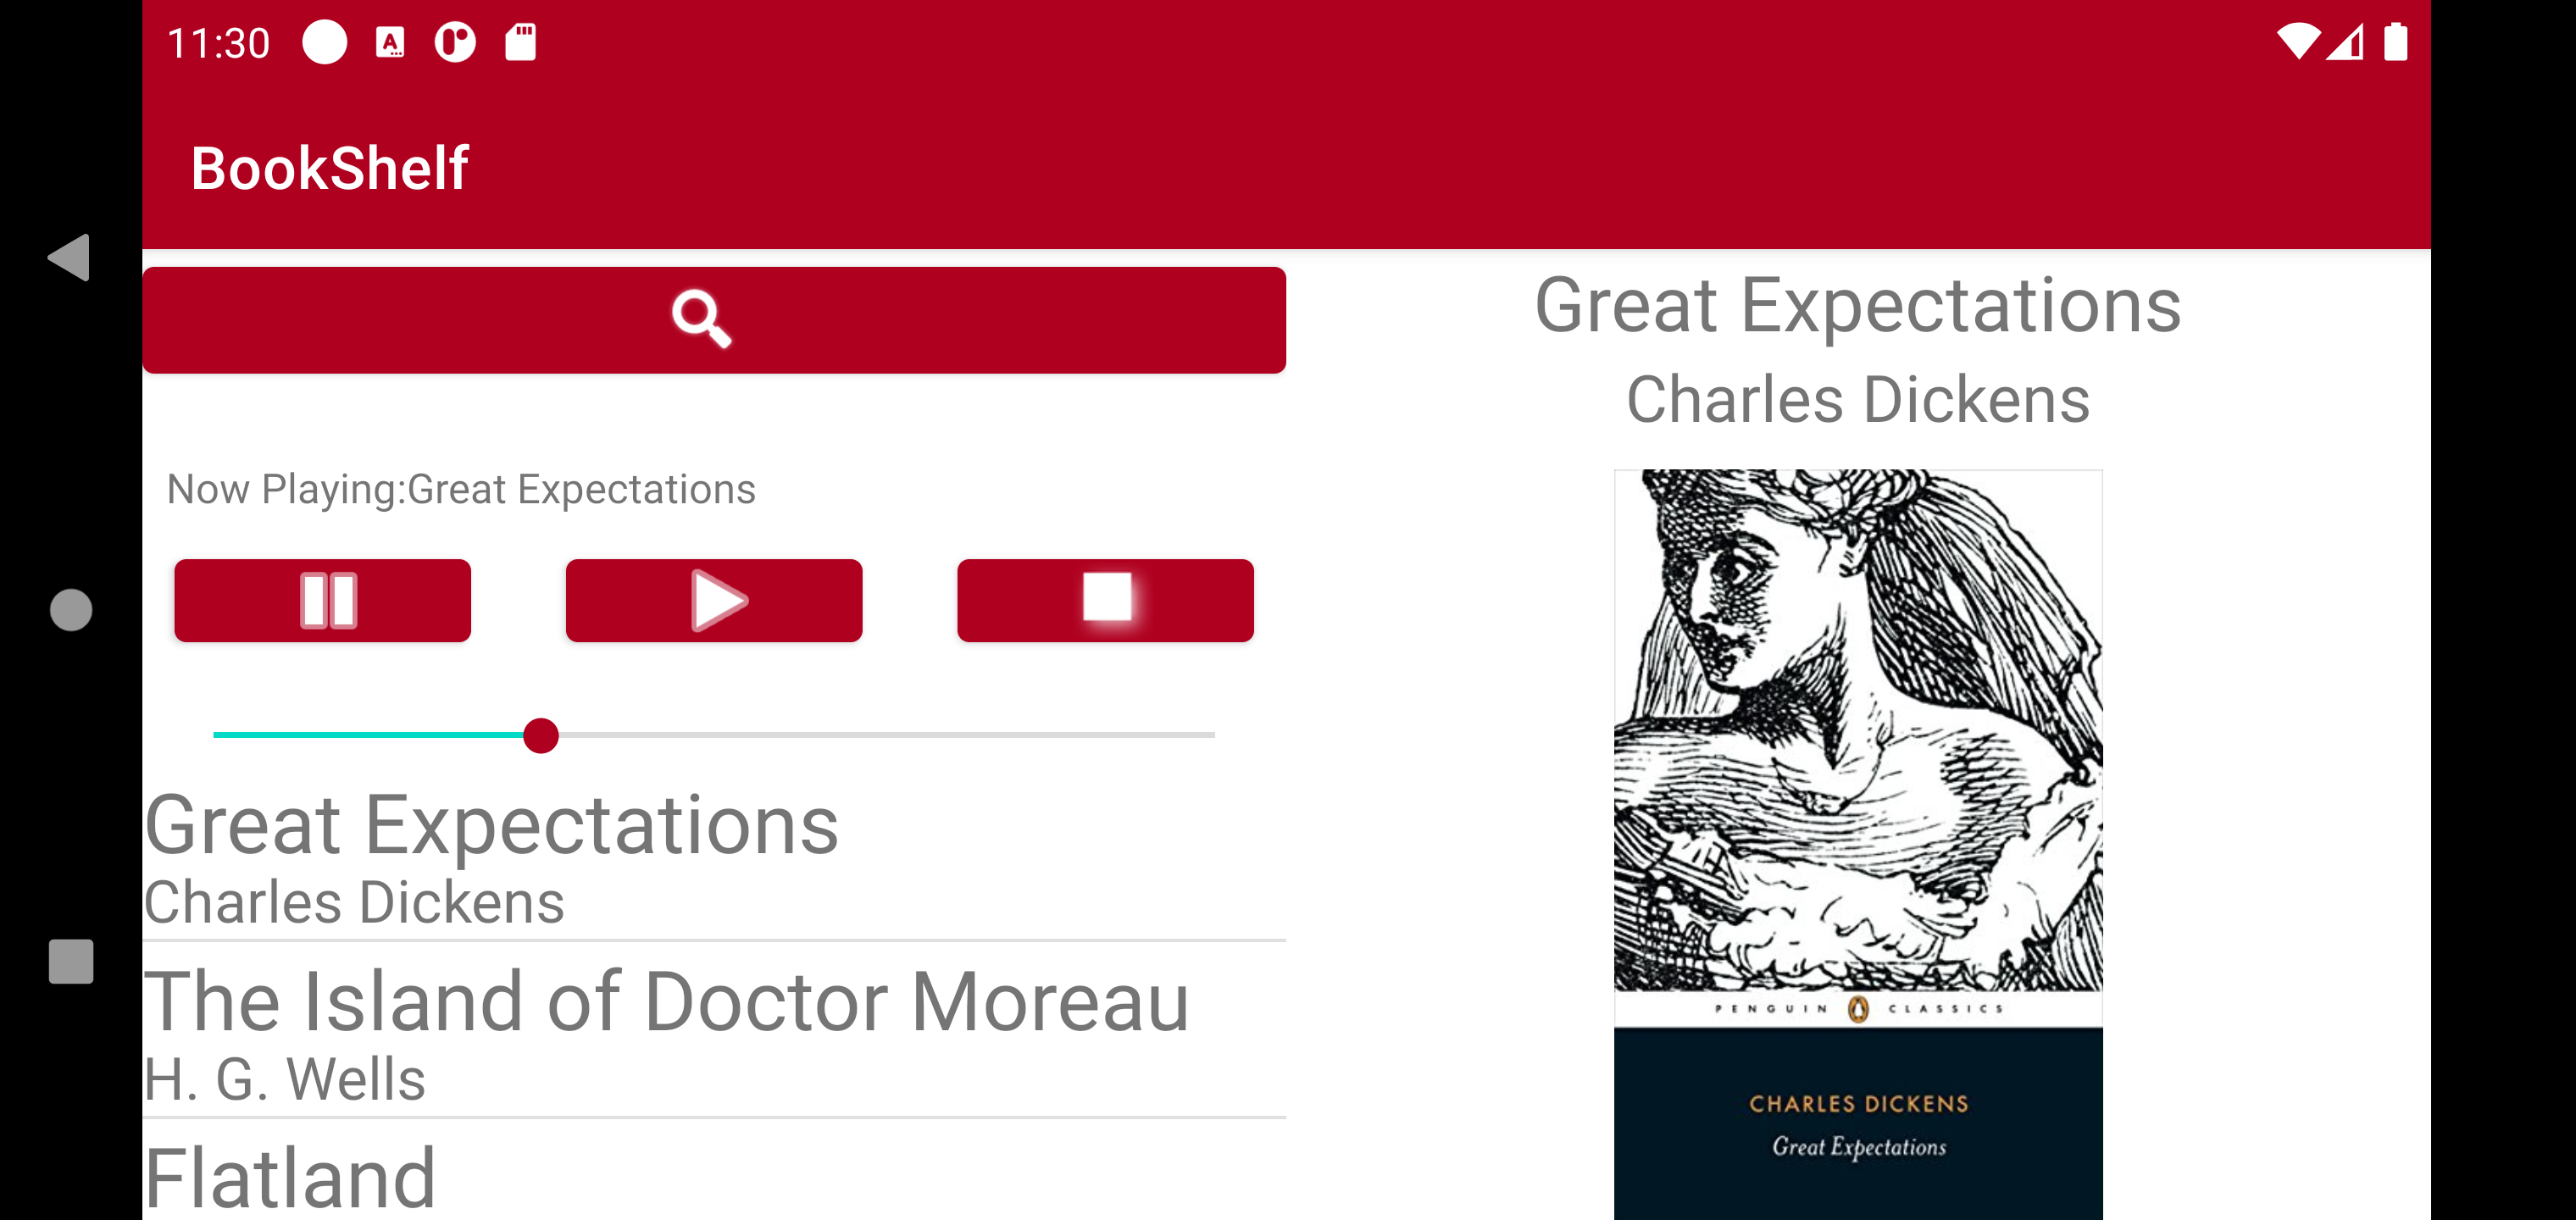 11:30
BookShelf
Now Playing:Great Expectations
Great Expectations
Charles Dickens
The Island of Doctor Moreau
H. G. Wells
Flatland
Great Expectations
Charles Dickens
PENGUIN CLASSICS
CHARLES DICKENS
Great Expectations